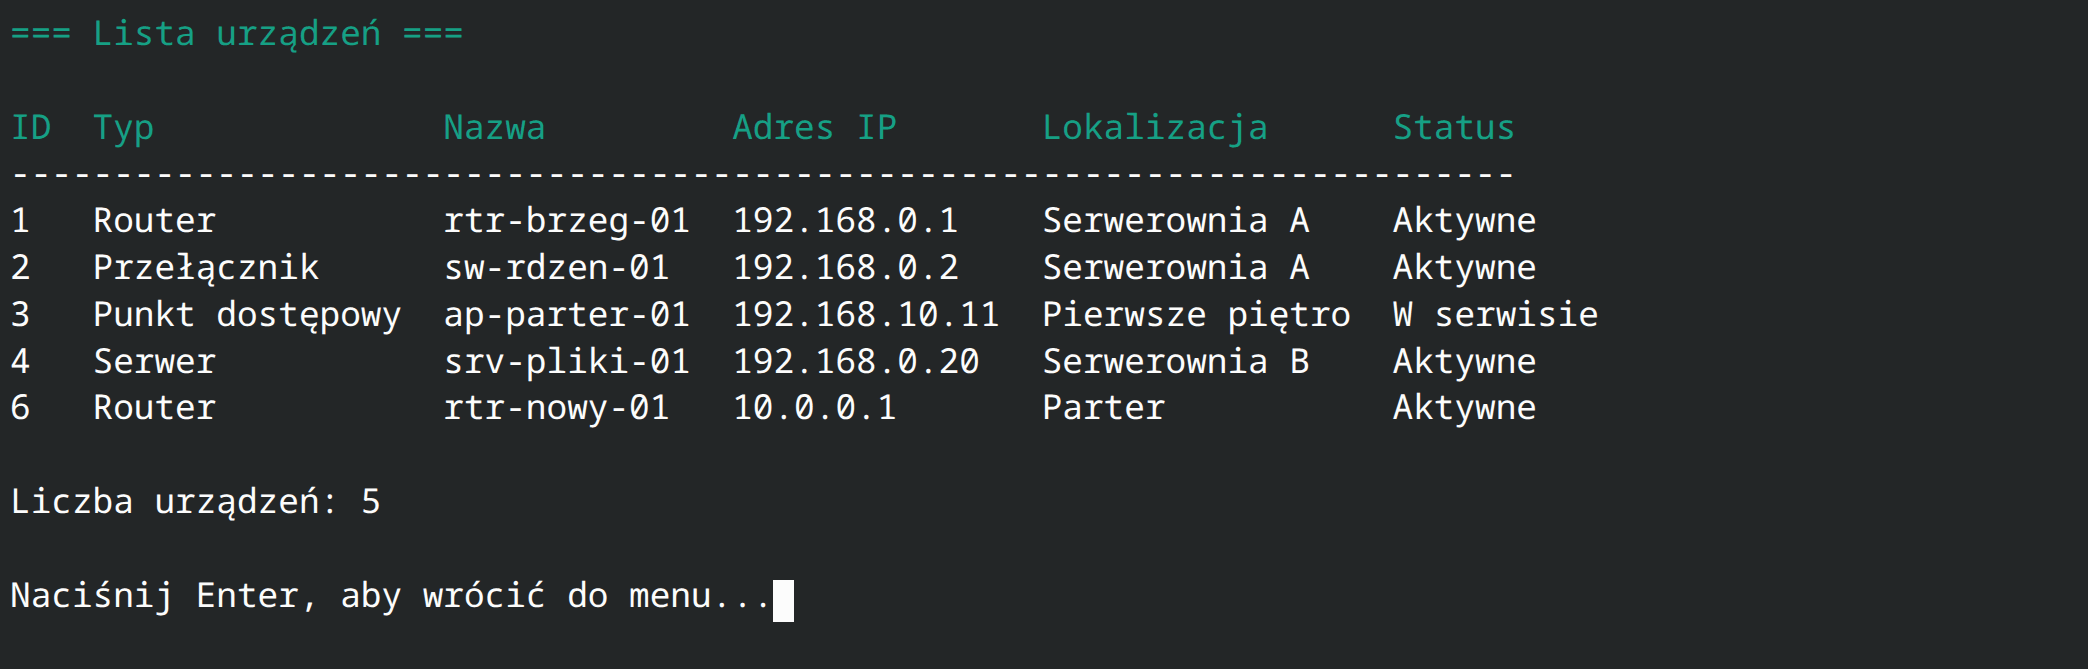 === Lista urządzeń ===
ID  Typ              Nazwa         Adres IP       Lokalizacja      Status
-------------------------------------------------------------------------
1   Router           rtr-brzeg-01  192.168.0.1    Serwerownia A    Aktywne
2   Przełącznik      sw-rdzen-01   192.168.0.2    Serwerownia A    Aktywne
3   Punkt dostępowy  ap-parter-01  192.168.10.11  Pierwsze piętro  W serwisie
4   Serwer           srv-pliki-01  192.168.0.20   Serwerownia B    Aktywne
6   Router           rtr-nowy-01   10.0.0.1       Parter           Aktywne
Liczba urządzeń: 5
Naciśnij Enter, aby wrócić do menu...